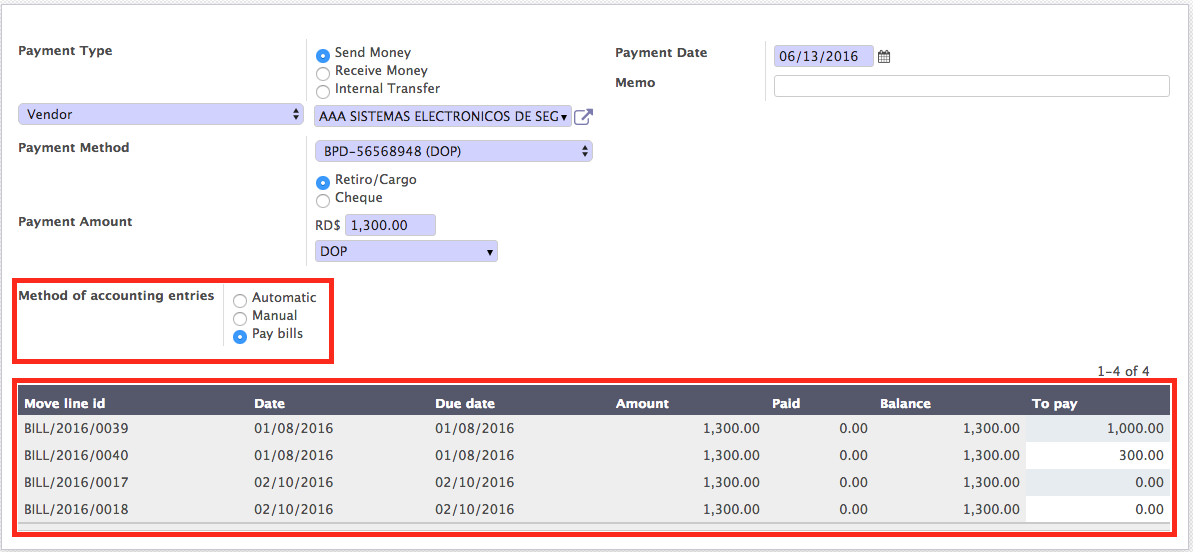 Payment Type
Send Money
Receive Money
Internal Transfer
Payment Date
06/13/2016
Memo
Vendor
AAA SISTEMAS ELECTRONICOS DE SEG
Payment Method
BPD-56568948 (DOP)
Retiro/Cargo
Cheque
Payment Amount
RD$ 1,300.00
DOP
Method of accounting entries
Automatic
Manual
Pay bills
1-4 of 4
Move line id Date Due date Amount Paid Balance To pay
BILL/2016/0039 01/08/2016 01/08/2016 1,300.00 0.00 1,300.00 1,000.00
BILL/2016/0040 01/08/2016 01/08/2016 1,300.00 0.00 1,300.00 300.00
BILL/2016/0017 02/10/2016 02/10/2016 1,300.00 0.00 1,300.00 0.00
BILL/2016/0018 02/10/2016 02/10/2016 1,300.00 0.00 1,300.00 0.00